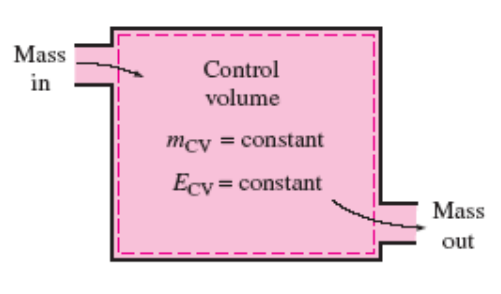 Mass
in
Control
volume
mCV = constant
ECV = constant
Mass
out